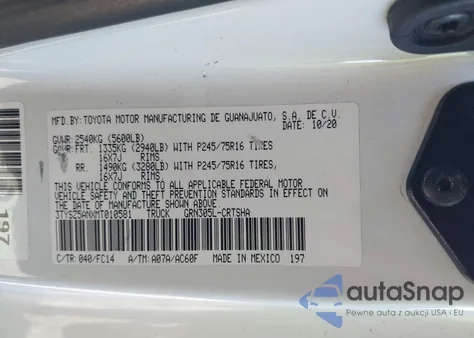 MFD.BY: TOYOTA MOTOR MANUFACTURING DE GUANAJUATO, S.A. DE C.V.
DATE: 10/20
GVWR: 2540KG (5600LB)
GAWR: FRT. 1335KG (2940LB) WITH P245/75R16 TIRES
16X7J RIMS,
RR. 1490KG (3280LB) WITH P245/75R16 TIRES,
16X7J RIMS.
THIS VEHICLE CONFORMS TO ALL APPLICABLE FEDERAL MOTOR
VEHICLE SAFETY AND THEFT PREVENTION STANDARDS IN EFFECT
ON THE DATE OF MANUFACTURE SHOWN ABOVE.
3TYSZ5ANXMT010581 TRUCK GRN305L-CRTSHA
C/TR: 040/FC14 A/TM: A07A/AC60F MADE IN MEXICO 197
197
autoSnap
Pewne auta z USA i EU